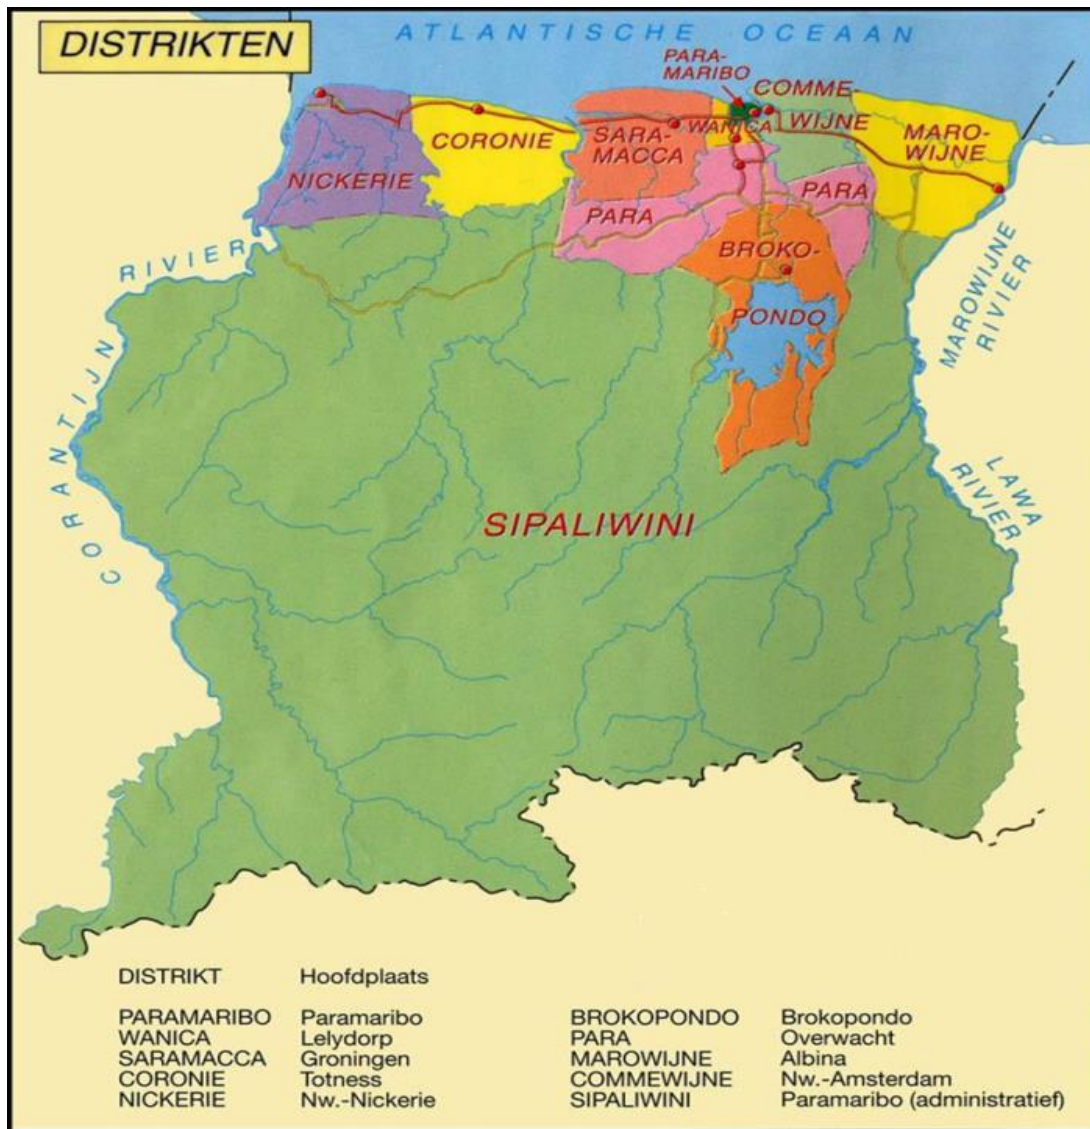 DISTRIKTEN
ATLANTISCHE OCEAAN
PARA-
MARIBO
COMME-
WIJNE
WANICA
CORONIE
SARA-
MACCA
MARO-
WIJNE
NICKERIE
PARA
PARA
BROKO-
PONDO
CORANTIJN RIVIER
MAROWIJNE
RIVIER
LAWA
RIVIER
SIPALIWINI
DISTRIKT Hoofdplaats
PARAMARIBO Paramaribo
WANICA Lelydorp
SARAMACCA Groningen
CORONIE Totness
NICKERIE Nw.-Nickerie
BROKOPONDO Brokopondo
PARA Overwacht
MAROWIJNE Albina
COMMEWIJNE Nw.-Amsterdam
SIPALIWINI Paramaribo (administratief)